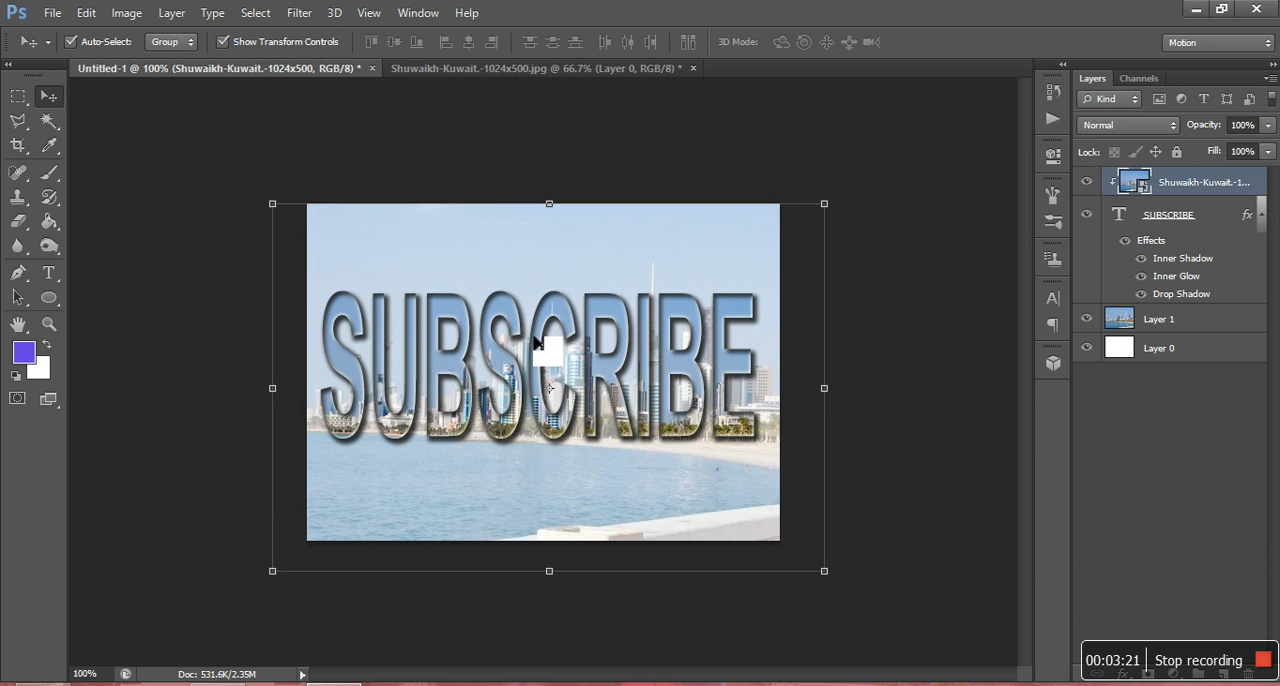 Ps File Edit Image Layer Type Select Filter 3D View Window Help
Auto-Select: Group Show Transform Controls 3D Mode: Motion
Untitled-1 @ 100% (Shuwaikh-Kuwait.-1024x500, RGB/8) * × Shuwaikh-Kuwait.-1024x500.jpg @ 66.7% (Layer 0, RGB/8) * ×
Layers Channels
Kind
Normal Opacity: 100%
Lock: Fill: 100%
Shuwaikh-Kuwait.-1...
T SUBSCRIBE fx
Effects
Inner Shadow
Inner Glow
Drop Shadow
Layer 1
Layer 0
SUBSCRIBE
100% Doc: 531.6K/2.35M
00:03:21 Stop recording